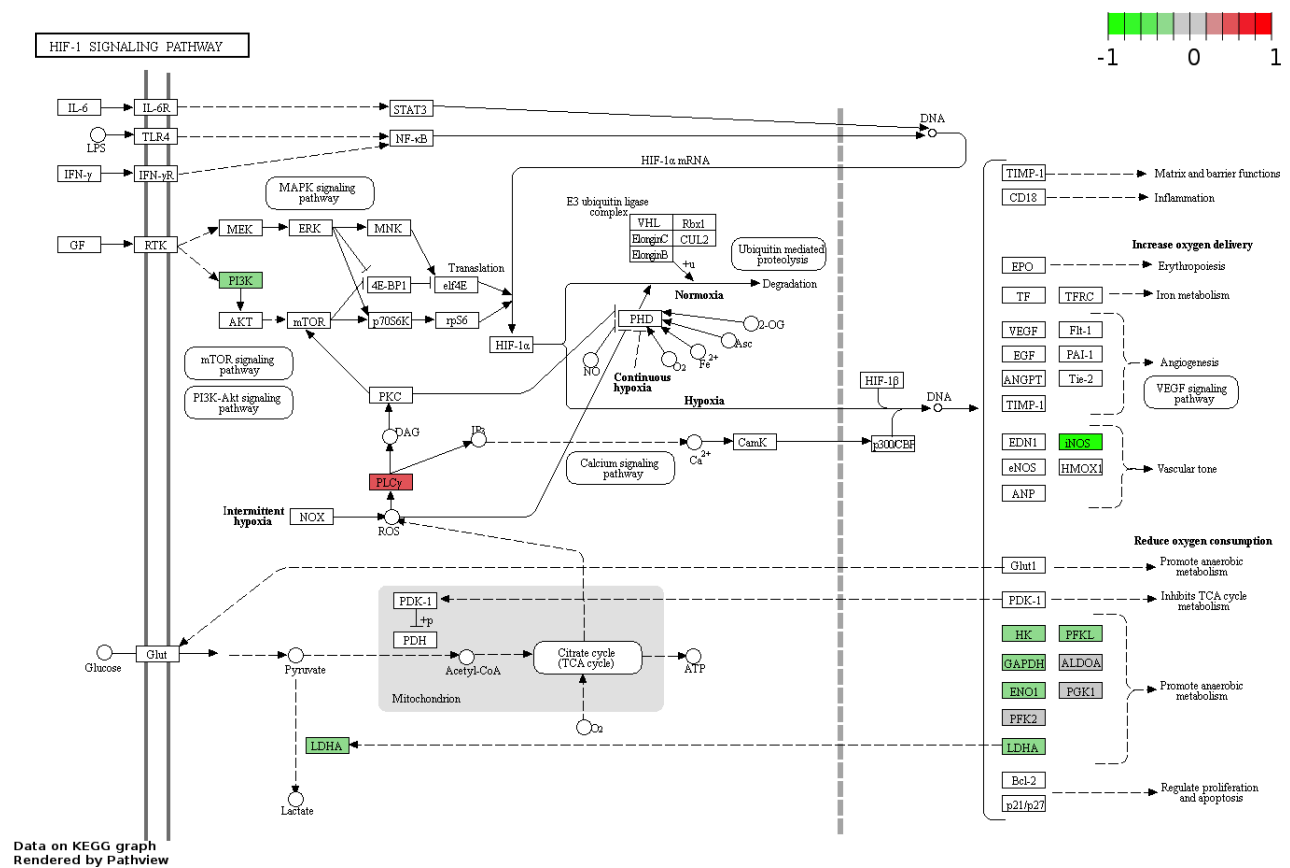 HIF-1 SIGNALING PATHWAY
-1 0 1
IL-6
IL-6R
STAT3
DNA
LPS
TLR4
NF-κB
IFN-γ
IFN-γR
HIF-1α mRNA
MAPK signaling
pathway
GF
RTK
MEK
ERK
MNK
PI3K
4E-BP1
Tranaslation
eIf4E
AKT
mTOR
p70S6K
rpS6
HIF-1α
mTOR signaling
pathway
PI3K-Akt signaling
pathway
E3 ubiquitin ligase
complex
VHL
Rbx1
ElonginC
CUL2
ElonginB
+u
Ubiquitin mediated
proteolysis
Normoxia
Degradation
PHD
2-OG
Asc
Fe2+
O2
NO
Continuous
hypoxia
Hypoxia
HIF-1β
DNA
p300/CBP
PKC
DAG
IP3
Ca2+
CamK
Calcium signaling
pathway
PLCγ
Intermittent
hypoxia
NOX
ROS
TIMP-1
Matrix and barrier functions
CD18
Inflammation
Increase oxygen delivery
EPO
Erythropoiesis
TF
TFRC
Iron metabolism
VEGF
Flt-1
EGF
PAI-1
Angiogenesis
ANGPT
Tie-2
VEGF signaling
pathway
TIMP-1
EDN1
iNOS
eNOS
HMOX1
Vascular tone
ANP
Reduce oxygen consumption
Glut1
Promote anaerobic
metabolism
PDK-1
Inhibits TCA cycle
metabolism
HK
PFKL
GAPDH
ALDOA
ENO1
PGK1
Promote anaerobic
metabolism
PFK2
LDHA
Bcl-2
Regulate proliferation
and apoptosis
p21/p27
PDK-1
+p
PDH
Glucose
Glut
Pyruvate
Acetyl-CoA
Citrate cycle
(TCA cycle)
ATP
Mitochondrion
O2
LDHA
Lactate
Data on KEGG graph
Rendered by Pathview